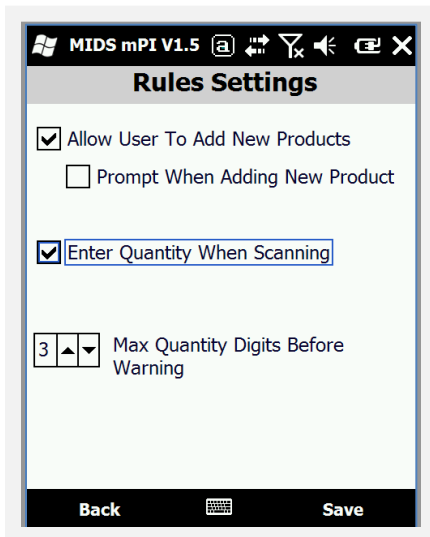 MIDS mPI V1.5 a
Rules Settings
Allow User To Add New Products
Prompt When Adding New Product
Enter Quantity When Scanning
3 Max Quantity Digits Before
Warning
Back Save